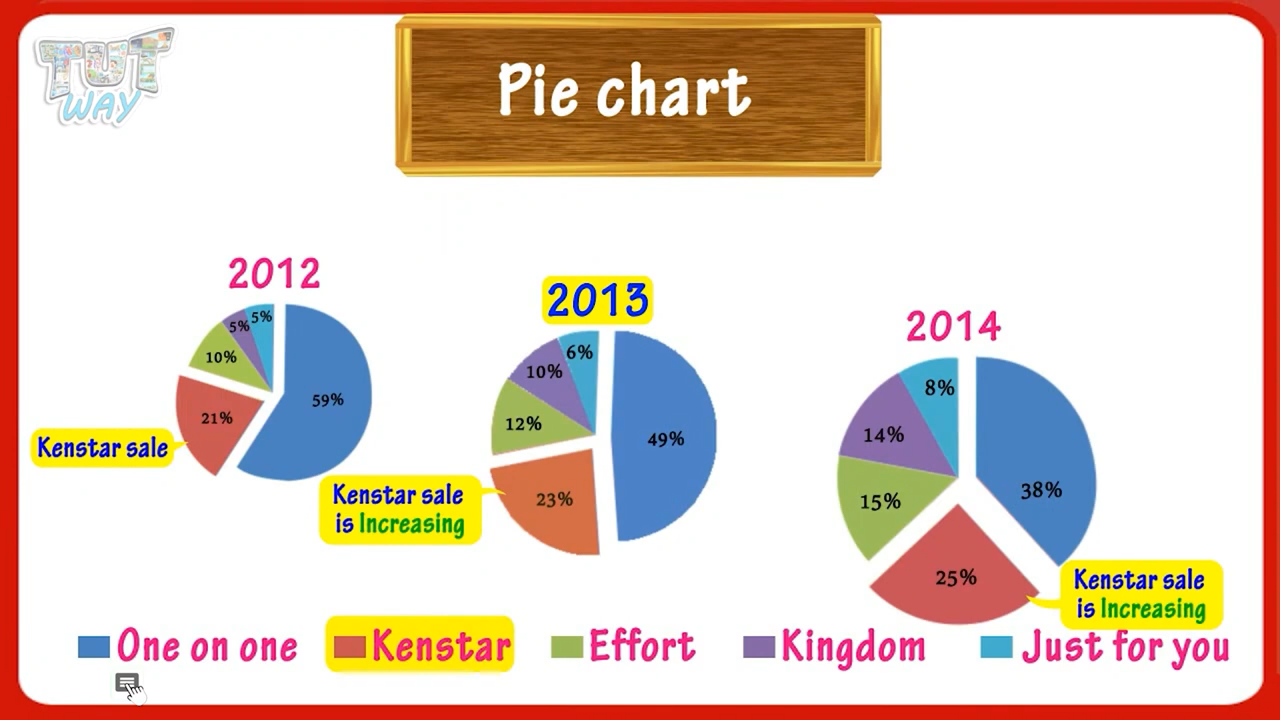 TUT
WAY
Pie chart
2012
5%
5%
10%
21%
59%
Kenstar sale
2013
6%
10%
12%
23%
49%
Kenstar sale
is Increasing
2014
8%
14%
15%
25%
38%
Kenstar sale
is Increasing
One on one Kenstar Effort Kingdom Just for you